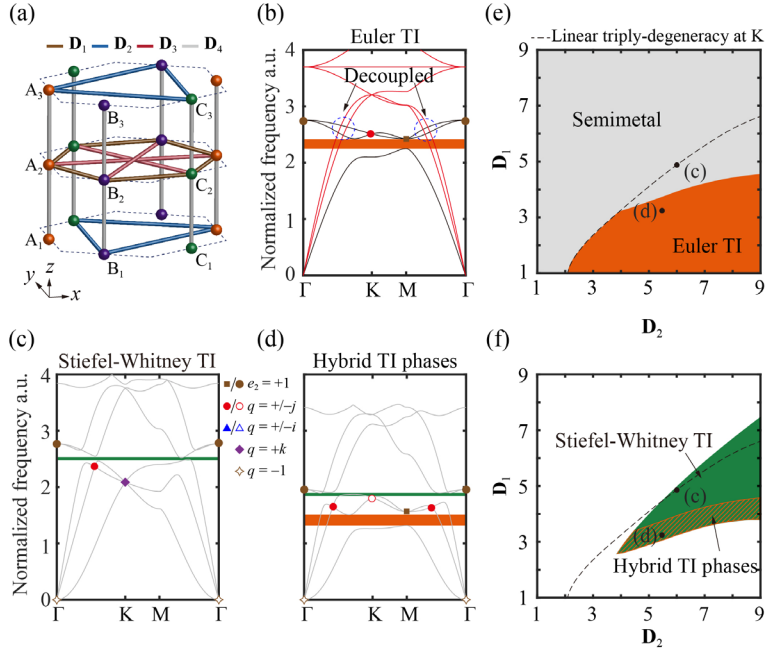 (a)
D₁ D₂ D₃ D₄
A₃
B₃
C₃
A₂
B₂
C₂
A₁
B₁
C₁
y z x
(b)
Euler TI
Normalized frequency a.u.
4
3
2
1
0
Decoupled
Γ K M Γ
(e)
Linear triply-degeneracy at K
D₁
9
7
5
3
1
Semimetal
(c)
(d)
Euler TI
1 3 5 7 9
D₂
(c)
Stiefel-Whitney TI
Normalized frequency a.u.
4
3
2
1
0
Γ K M Γ
/ e₂ = +1
/ q = +/−j
/ q = +/−i
q = +k
q = −1
(d)
Hybrid TI phases
Γ K M Γ
(f)
D₁
9
7
5
3
1
Stiefel-Whitney TI
(c)
(d)
Hybrid TI phases
1 3 5 7 9
D₂